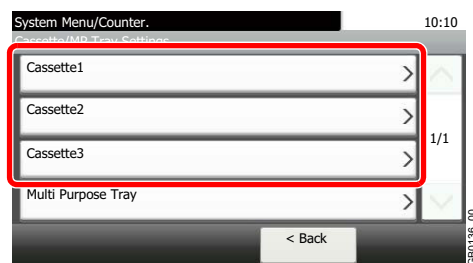 System Menu/Counter.
10:10
Cassette/MP Tray Settings
Cassette1
Cassette2
Cassette3
1/1
Multi Purpose Tray
< Back
GB0136_00